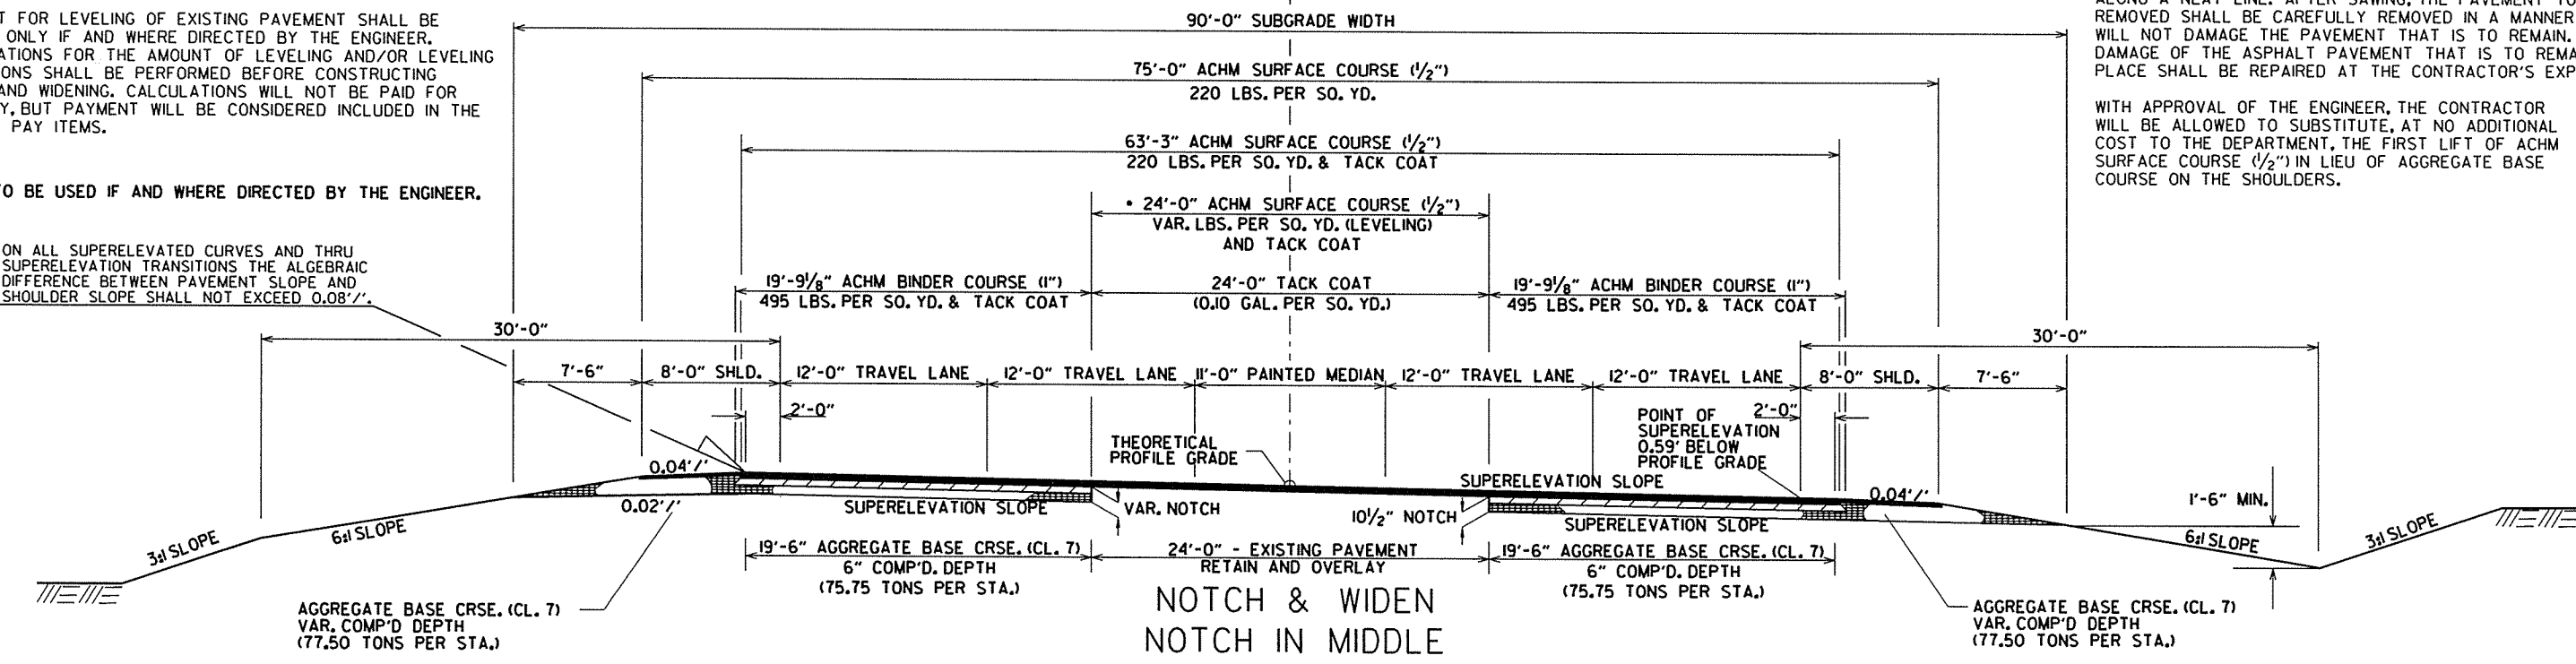 T FOR LEVELING OF EXISTING PAVEMENT SHALL BE
ONLY IF AND WHERE DIRECTED BY THE ENGINEER.
ATIONS FOR THE AMOUNT OF LEVELING AND/OR LEVELING
ONS SHALL BE PERFORMED BEFORE CONSTRUCTING
AND WIDENING. CALCULATIONS WILL NOT BE PAID FOR
Y, BUT PAYMENT WILL BE CONSIDERED INCLUDED IN THE
PAY ITEMS.
TO BE USED IF AND WHERE DIRECTED BY THE ENGINEER.
ON ALL SUPERELEVATED CURVES AND THRU
SUPERELEVATION TRANSITIONS THE ALGEBRAIC
DIFFERENCE BETWEEN PAVEMENT SLOPE AND
SHOULDER SLOPE SHALL NOT EXCEED 0.08'/'.
ALONG A NEAT LINE. AFTER SAWING, THE PAVEMENT TO
REMOVED SHALL BE CAREFULLY REMOVED IN A MANNER
WILL NOT DAMAGE THE PAVEMENT THAT IS TO REMAIN.
DAMAGE OF THE ASPHALT PAVEMENT THAT IS TO REMA
PLACE SHALL BE REPAIRED AT THE CONTRACTOR'S EXP
WITH APPROVAL OF THE ENGINEER, THE CONTRACTOR
WILL BE ALLOWED TO SUBSTITUTE, AT NO ADDITIONAL
COST TO THE DEPARTMENT, THE FIRST LIFT OF ACHM
SURFACE COURSE (1/2") IN LIEU OF AGGREGATE BASE
COURSE ON THE SHOULDERS.
90'-0" SUBGRADE WIDTH
75'-0" ACHM SURFACE COURSE (1/2")
220 LBS. PER SQ. YD.
63'-3" ACHM SURFACE COURSE (1/2")
220 LBS. PER SQ. YD. & TACK COAT
• 24'-0" ACHM SURFACE COURSE (1/2")
VAR. LBS. PER SQ. YD. (LEVELING)
AND TACK COAT
19'-9 1/8" ACHM BINDER COURSE (1")
495 LBS. PER SQ. YD. & TACK COAT
24'-0" TACK COAT
(0.10 GAL. PER SQ. YD.)
19'-9 1/8" ACHM BINDER COURSE (1")
495 LBS. PER SQ. YD. & TACK COAT
30'-0"
30'-0"
7'-6"
8'-0" SHLD.
12'-0" TRAVEL LANE
12'-0" TRAVEL LANE
11'-0" PAINTED MEDIAN
12'-0" TRAVEL LANE
12'-0" TRAVEL LANE
8'-0" SHLD.
7'-6"
2'-0"
2'-0"
THEORETICAL
PROFILE GRADE
POINT OF
SUPERELEVATION
0.59' BELOW
PROFILE GRADE
0.04'/'
0.02'/'
SUPERELEVATION SLOPE
VAR. NOTCH
SUPERELEVATION SLOPE
10 1/2" NOTCH
SUPERELEVATION SLOPE
0.04'/'
1'-6" MIN.
3:1 SLOPE
6:1 SLOPE
6:1 SLOPE
3:1 SLOPE
19'-6" AGGREGATE BASE CRSE. (CL. 7)
6" COMP'D. DEPTH
(75.75 TONS PER STA.)
24'-0" - EXISTING PAVEMENT
RETAIN AND OVERLAY
19'-6" AGGREGATE BASE CRSE. (CL. 7)
6" COMP'D. DEPTH
(75.75 TONS PER STA.)
AGGREGATE BASE CRSE. (CL. 7)
VAR. COMP'D DEPTH
(77.50 TONS PER STA.)
AGGREGATE BASE CRSE. (CL. 7)
VAR. COMP'D DEPTH
(77.50 TONS PER STA.)
NOTCH & WIDEN
NOTCH IN MIDDLE